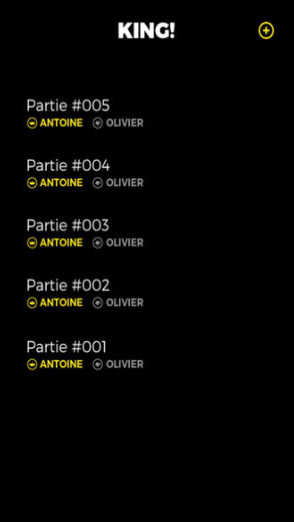 KING!
Partie #005
ANTOINE OLIVIER
Partie #004
ANTOINE OLIVIER
Partie #003
ANTOINE OLIVIER
Partie #002
ANTOINE OLIVIER
Partie #001
ANTOINE OLIVIER